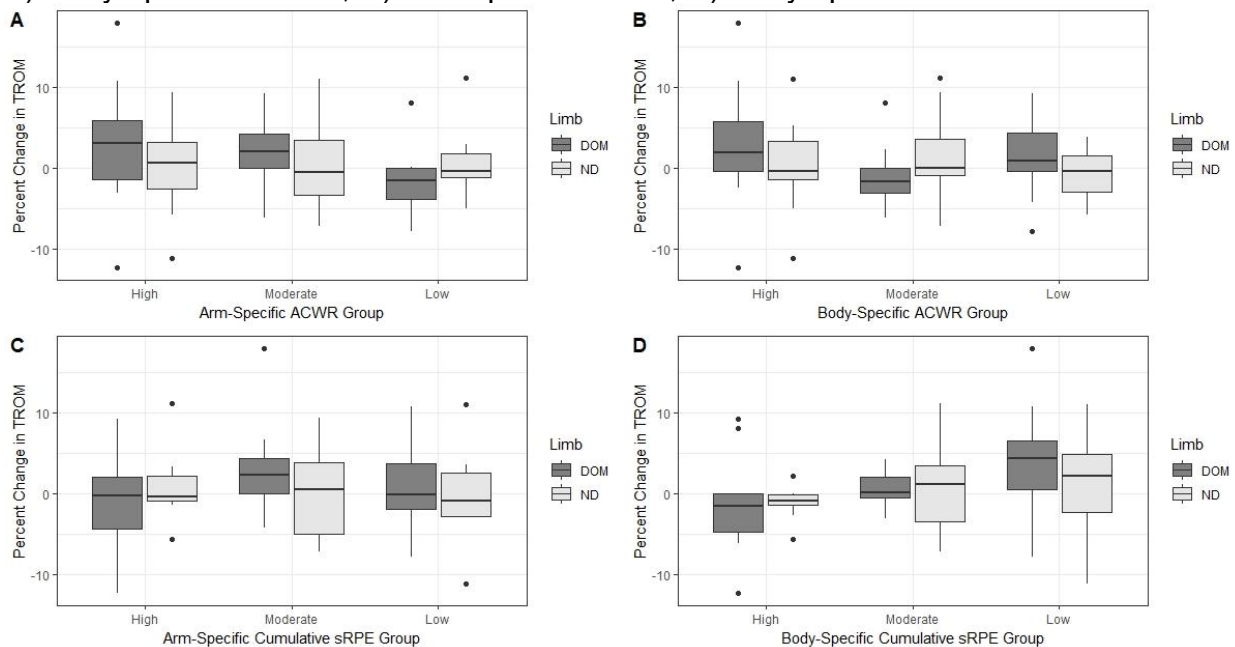 A
Percent Change in TROM
10
0
-10
High
Moderate
Low
Arm-Specific ACWR Group
Limb
DOM
ND
B
Percent Change in TROM
10
0
-10
High
Moderate
Low
Body-Specific ACWR Group
Limb
DOM
ND
C
Percent Change in TROM
10
0
-10
High
Moderate
Low
Arm-Specific Cumulative sRPE Group
Limb
DOM
ND
D
Percent Change in TROM
10
0
-10
High
Moderate
Low
Body-Specific Cumulative sRPE Group
Limb
DOM
ND